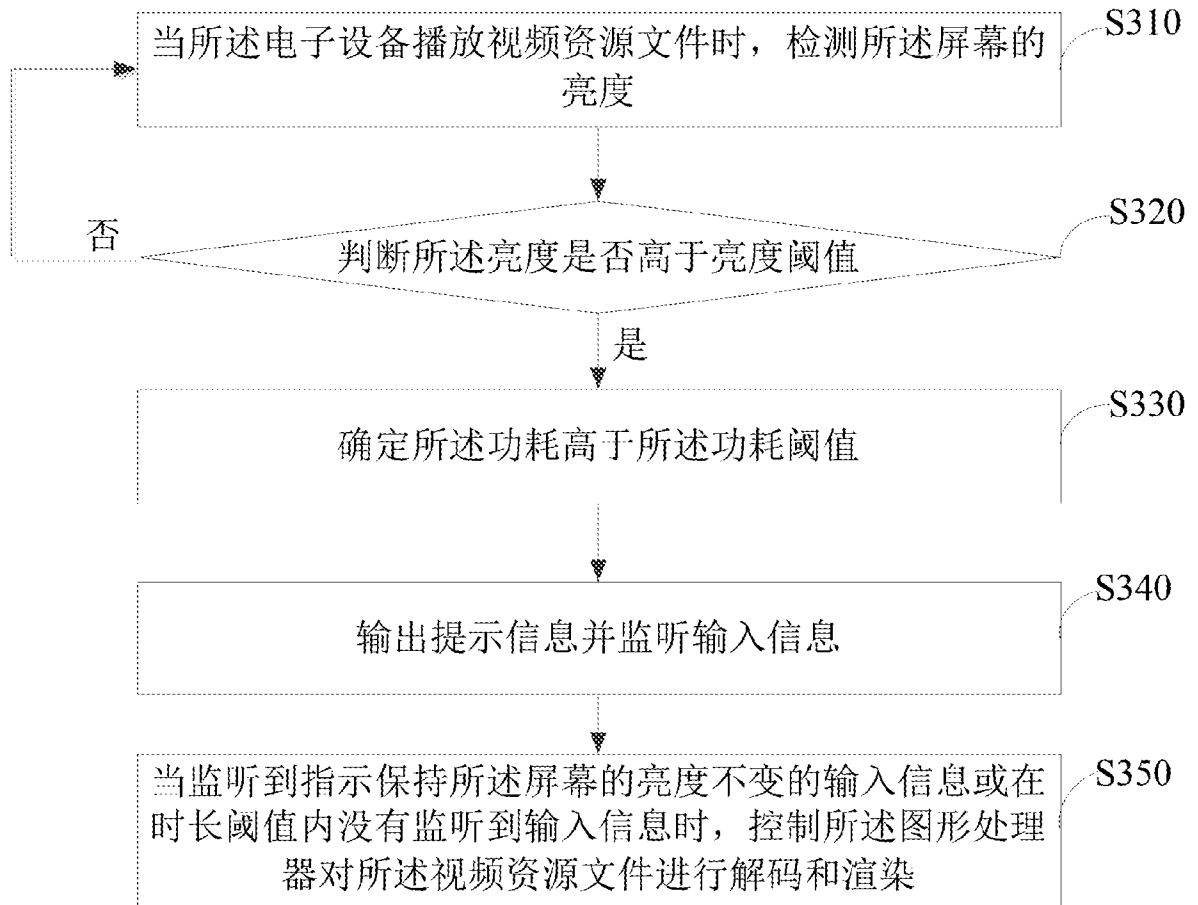 S310
当所述电子设备播放视频资源文件时，检测所述屏幕的
亮度
S320
否
判断所述亮度是否高于亮度阈值
是
S330
确定所述功耗高于所述功耗阈值
S340
输出提示信息并监听输入信息
S350
当监听到指示保持所述屏幕的亮度不变的输入信息或在
时长阈值内没有监听到输入信息时，控制所述图形处理
器对所述视频资源文件进行解码和渲染